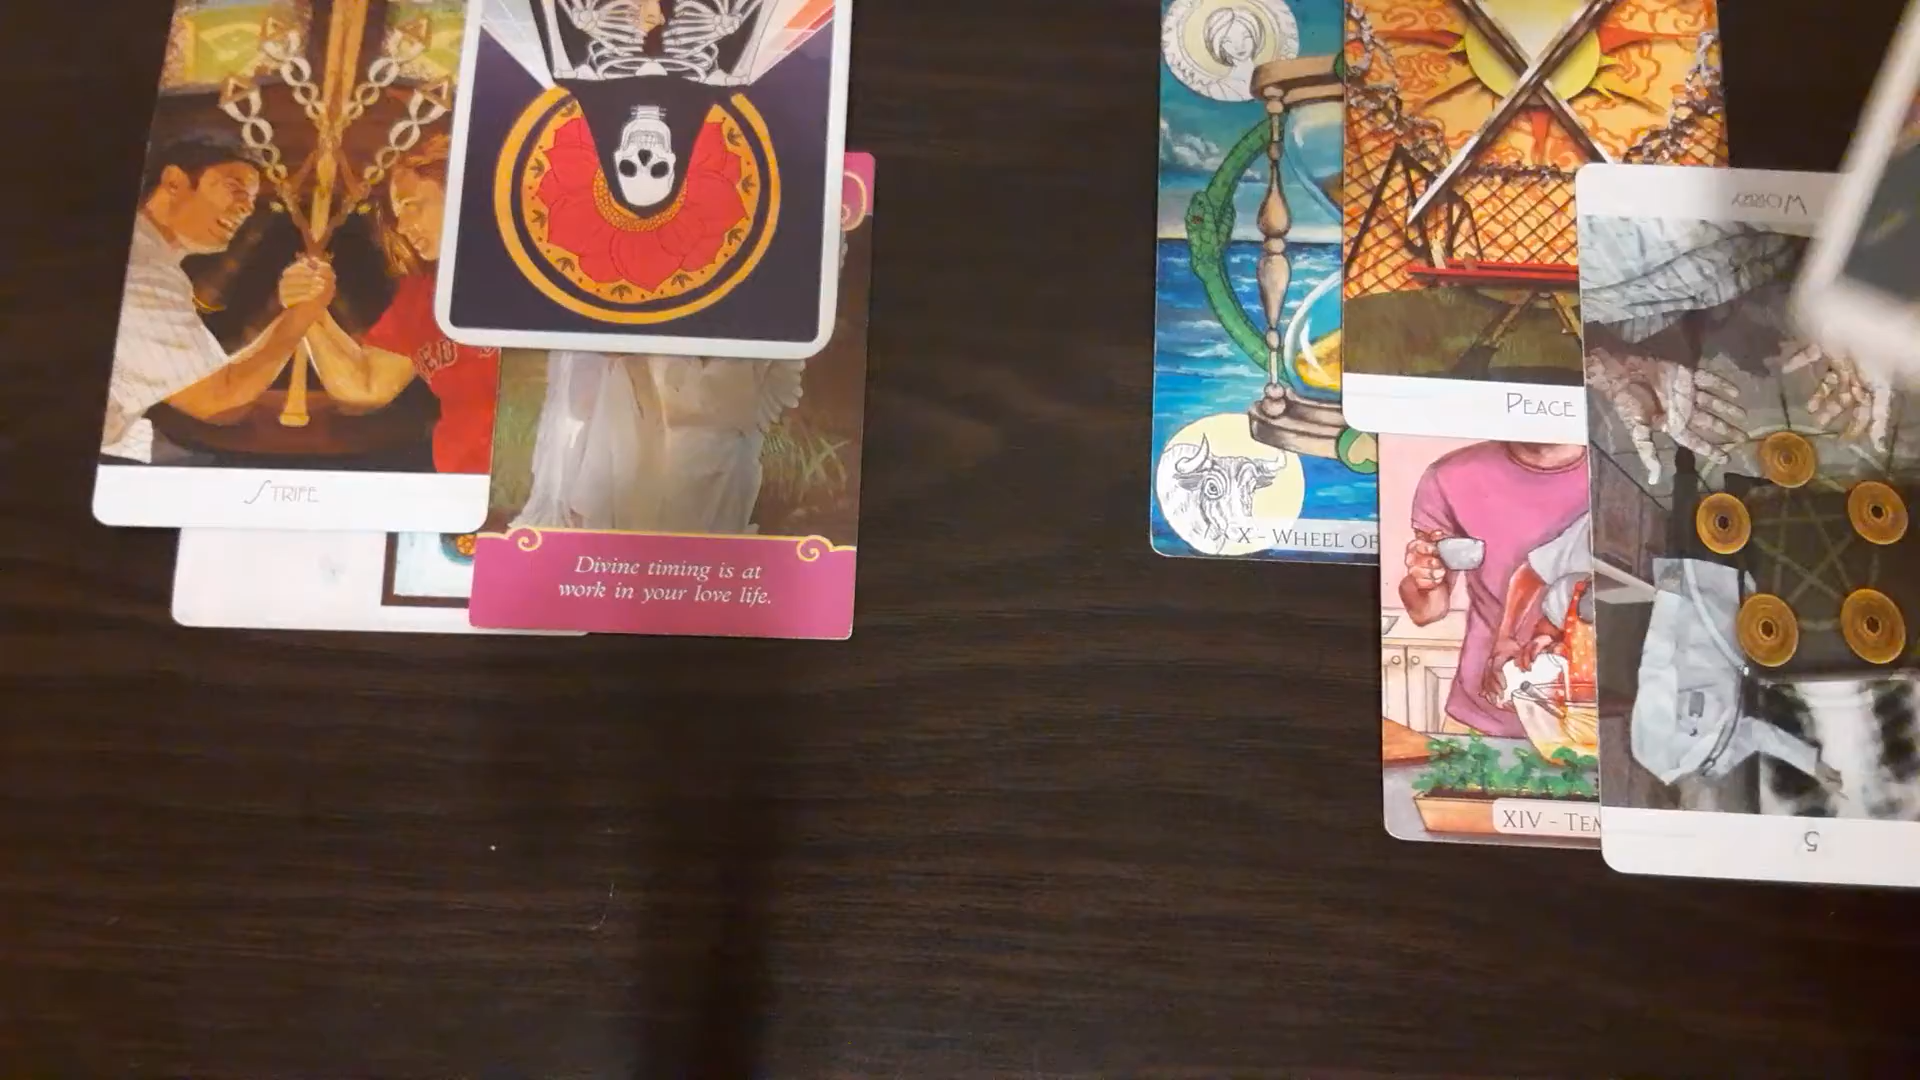 STRIFE
Divine timing is at
work in your love life.
X - WHEEL OF
PEACE
WORRY
XIV - TEM
5